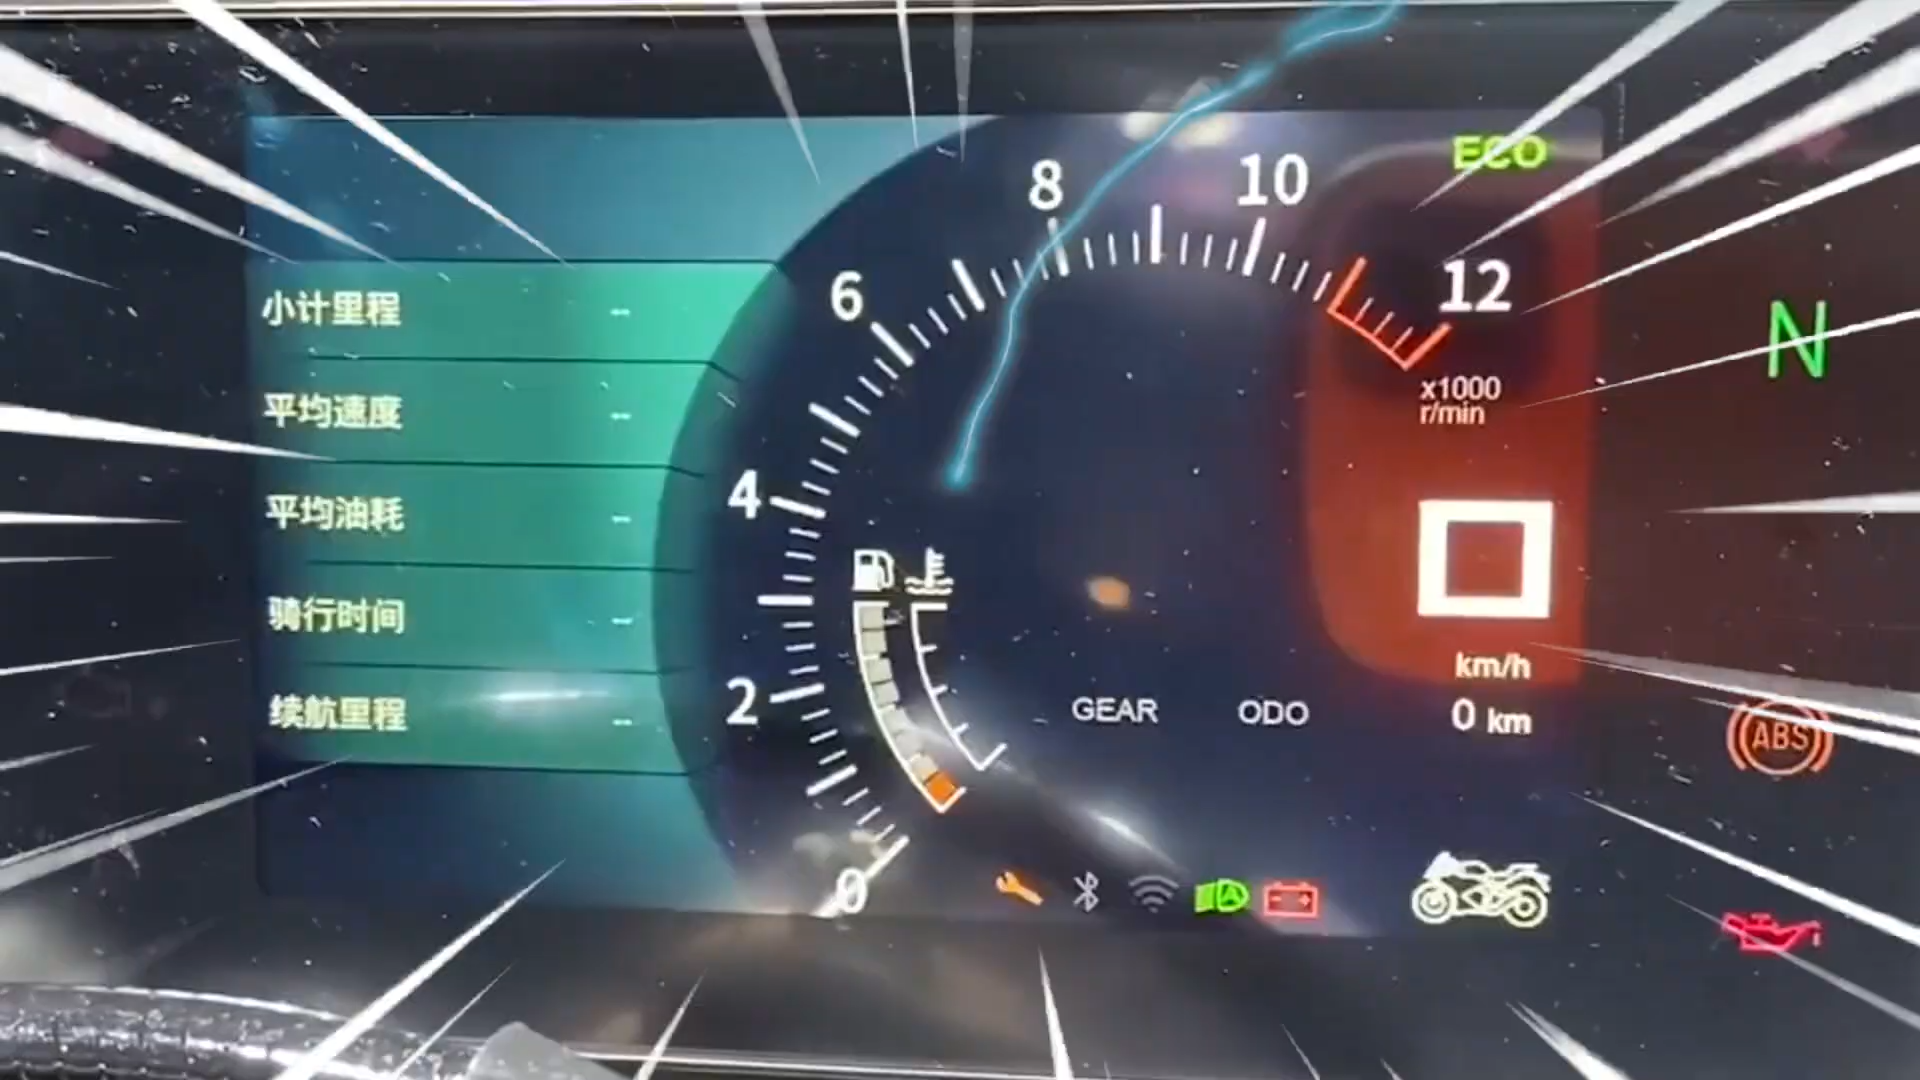 ECO
小计里程 --
平均速度 --
平均油耗 --
骑行时间 --
续航里程 --
0
2
4
6
8
10
12
x1000
r/min
N
0
km/h
GEAR
ODO
0 km
ABS
A